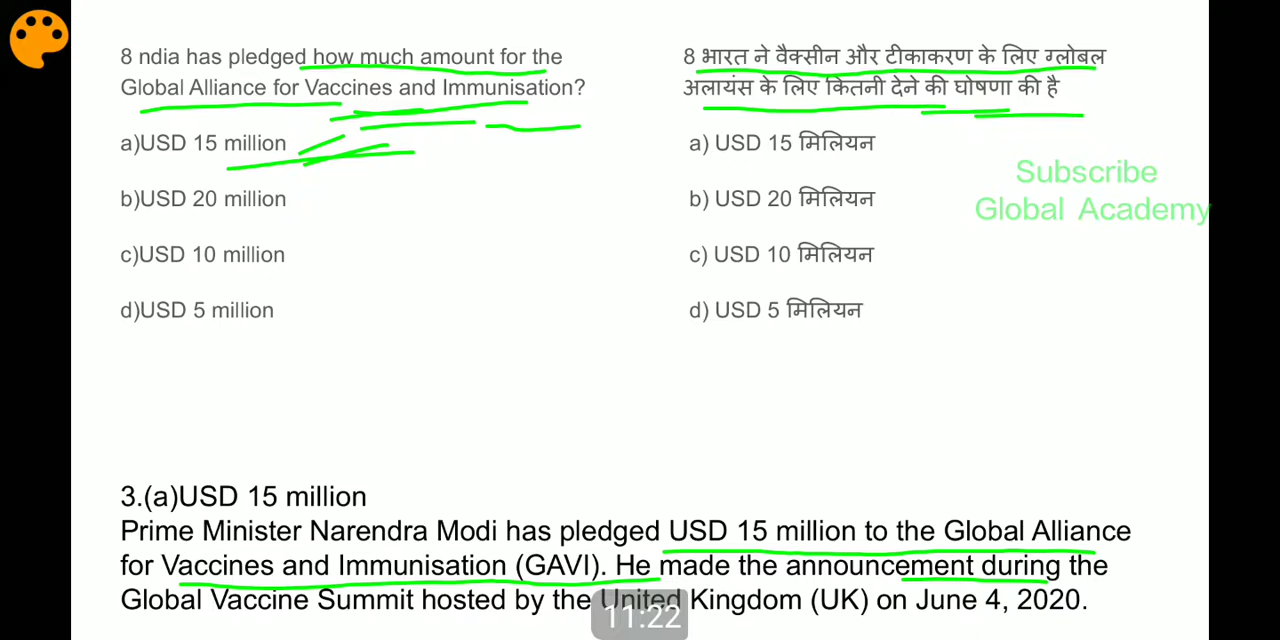 8 ndia has pledged how much amount for the
Global Alliance for Vaccines and Immunisation?
a)USD 15 million
b)USD 20 million
c)USD 10 million
d)USD 5 million
8 भारत ने वैक्सीन और टीकाकरण के लिए ग्लोबल
अलायंस के लिए कितनी देने की घोषणा की है
a) USD 15 मिलियन
b) USD 20 मिलियन
c) USD 10 मिलियन
d) USD 5 मिलियन
Subscribe
Global Academy
3.(a)USD 15 million
Prime Minister Narendra Modi has pledged USD 15 million to the Global Alliance
for Vaccines and Immunisation (GAVI). He made the announcement during the
Global Vaccine Summit hosted by the United Kingdom (UK) on June 4, 2020.
11:22